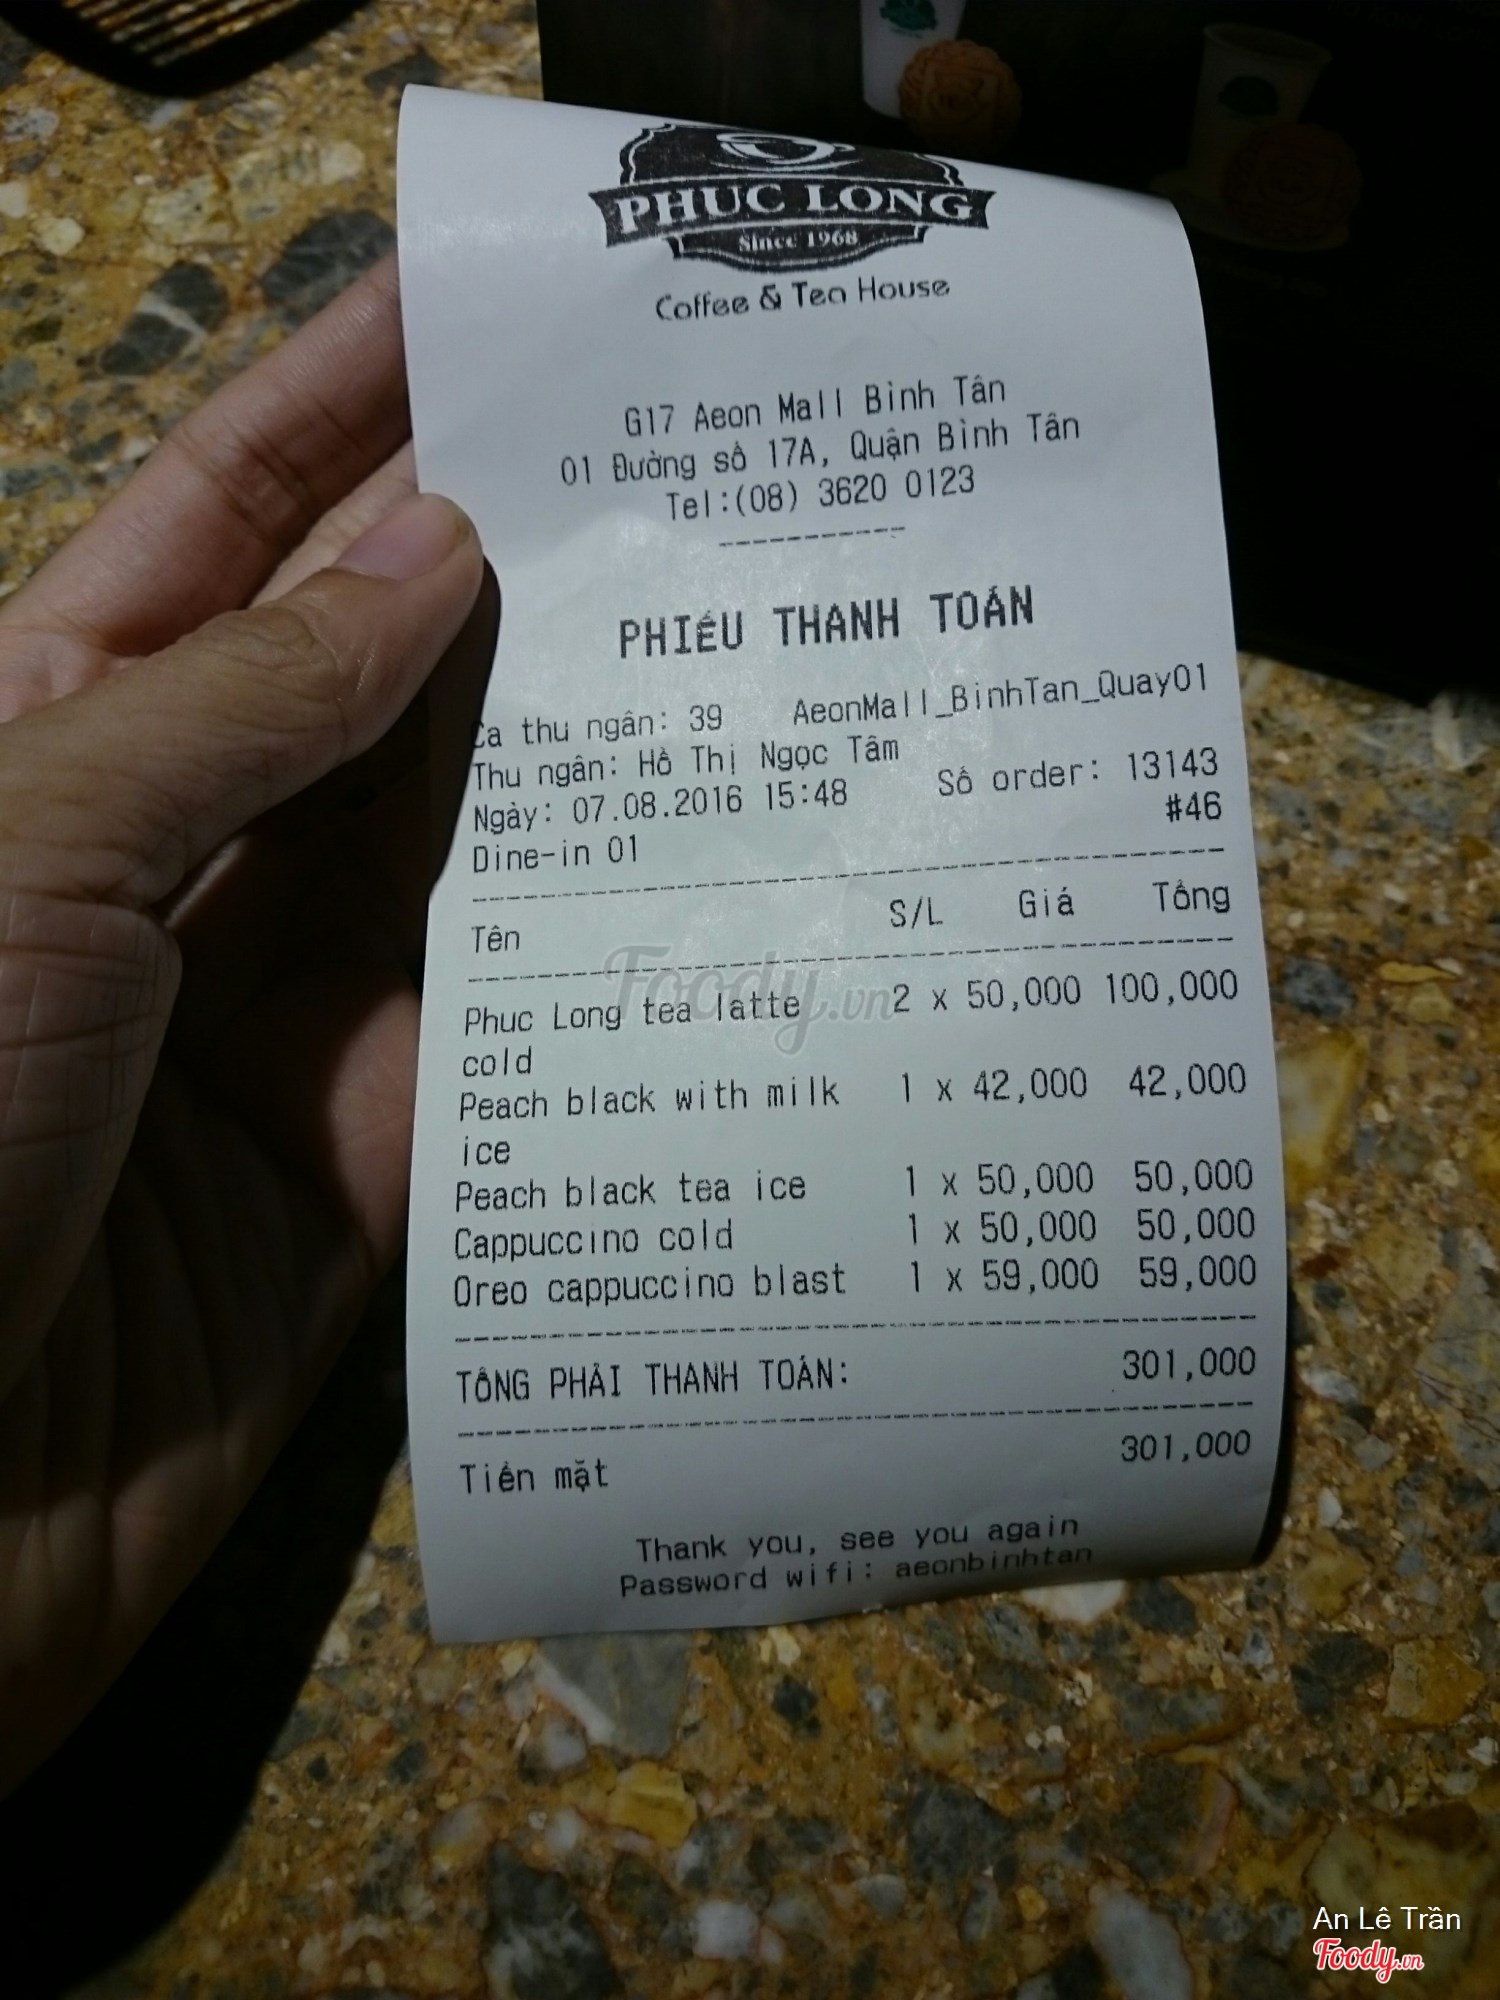 PHUC LONG
Since 1968
Coffee & Tea House
G17 Aeon Mall Bình Tân
01 Đường số 17A, Quận Bình Tân
Tel:(08) 3620 0123
PHIẾU THANH TOÁN
Ca thu ngân: 39 AeonMall_BinhTan_Quay01
Thu ngân: Hồ Thị Ngọc Tâm
Ngày: 07.08.2016 15:48 Số order: 13143
Dine-in 01 #46
Tên S/L Giá Tổng
Phuc Long tea latte 2 x 50,000 100,000
cold
Peach black with milk 1 x 42,000 42,000
ice
Peach black tea ice 1 x 50,000 50,000
Cappuccino cold 1 x 50,000 50,000
Oreo cappuccino blast 1 x 59,000 59,000
TỔNG PHẢI THANH TOÁN: 301,000
Tiền mặt 301,000
Thank you, see you again
Password wifi: aeonbinhtan
Foody.vn
An Lê Trần
Foody.vn